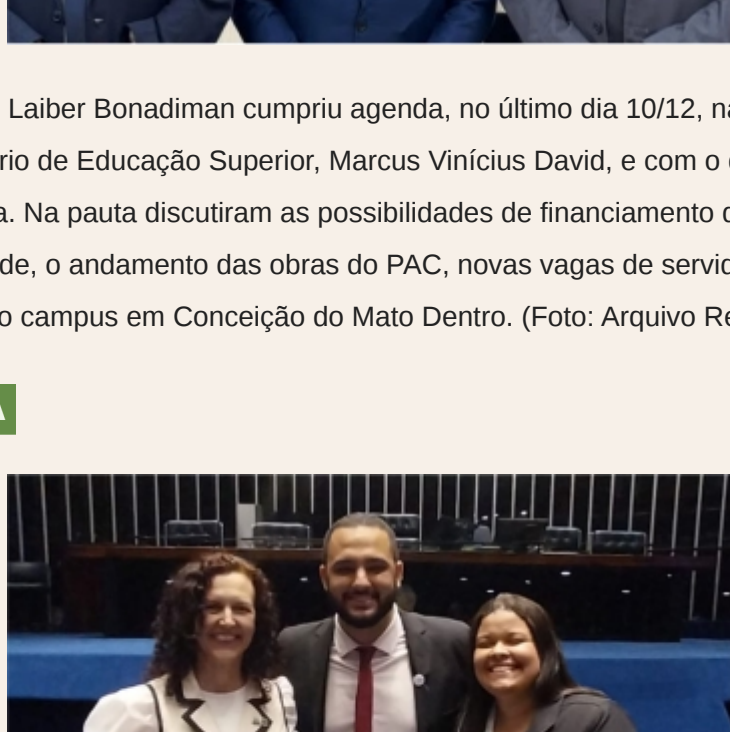 Laiber Bonadiman cumpriu agenda, no último dia 10/12, na
rio de Educação Superior, Marcus Vinícius David, e com o
a. Na pauta discutiram as possibilidades de financiamento
de, o andamento das obras do PAC, novas vagas de servid
o campus em Conceição do Mato Dentro. (Foto: Arquivo Re
A